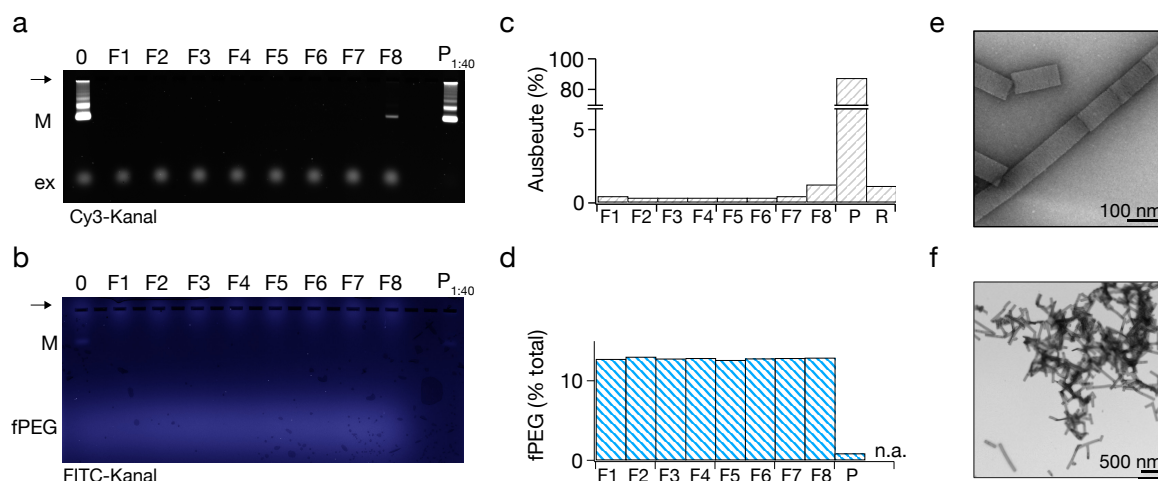 a
0 F1 F2 F3 F4 F5 F6 F7 F8 P1:40
M
ex
Cy3-Kanal
b
0 F1 F2 F3 F4 F5 F6 F7 F8 P1:40
M
fPEG
FITC-Kanal
c
Ausbeute (%)
100
80
5
0
F1 F2 F3 F4 F5 F6 F7 F8 P R
d
fPEG (% total)
10
0
n.a.
F1 F2 F3 F4 F5 F6 F7 F8 P
e
100 nm
f
500 nm